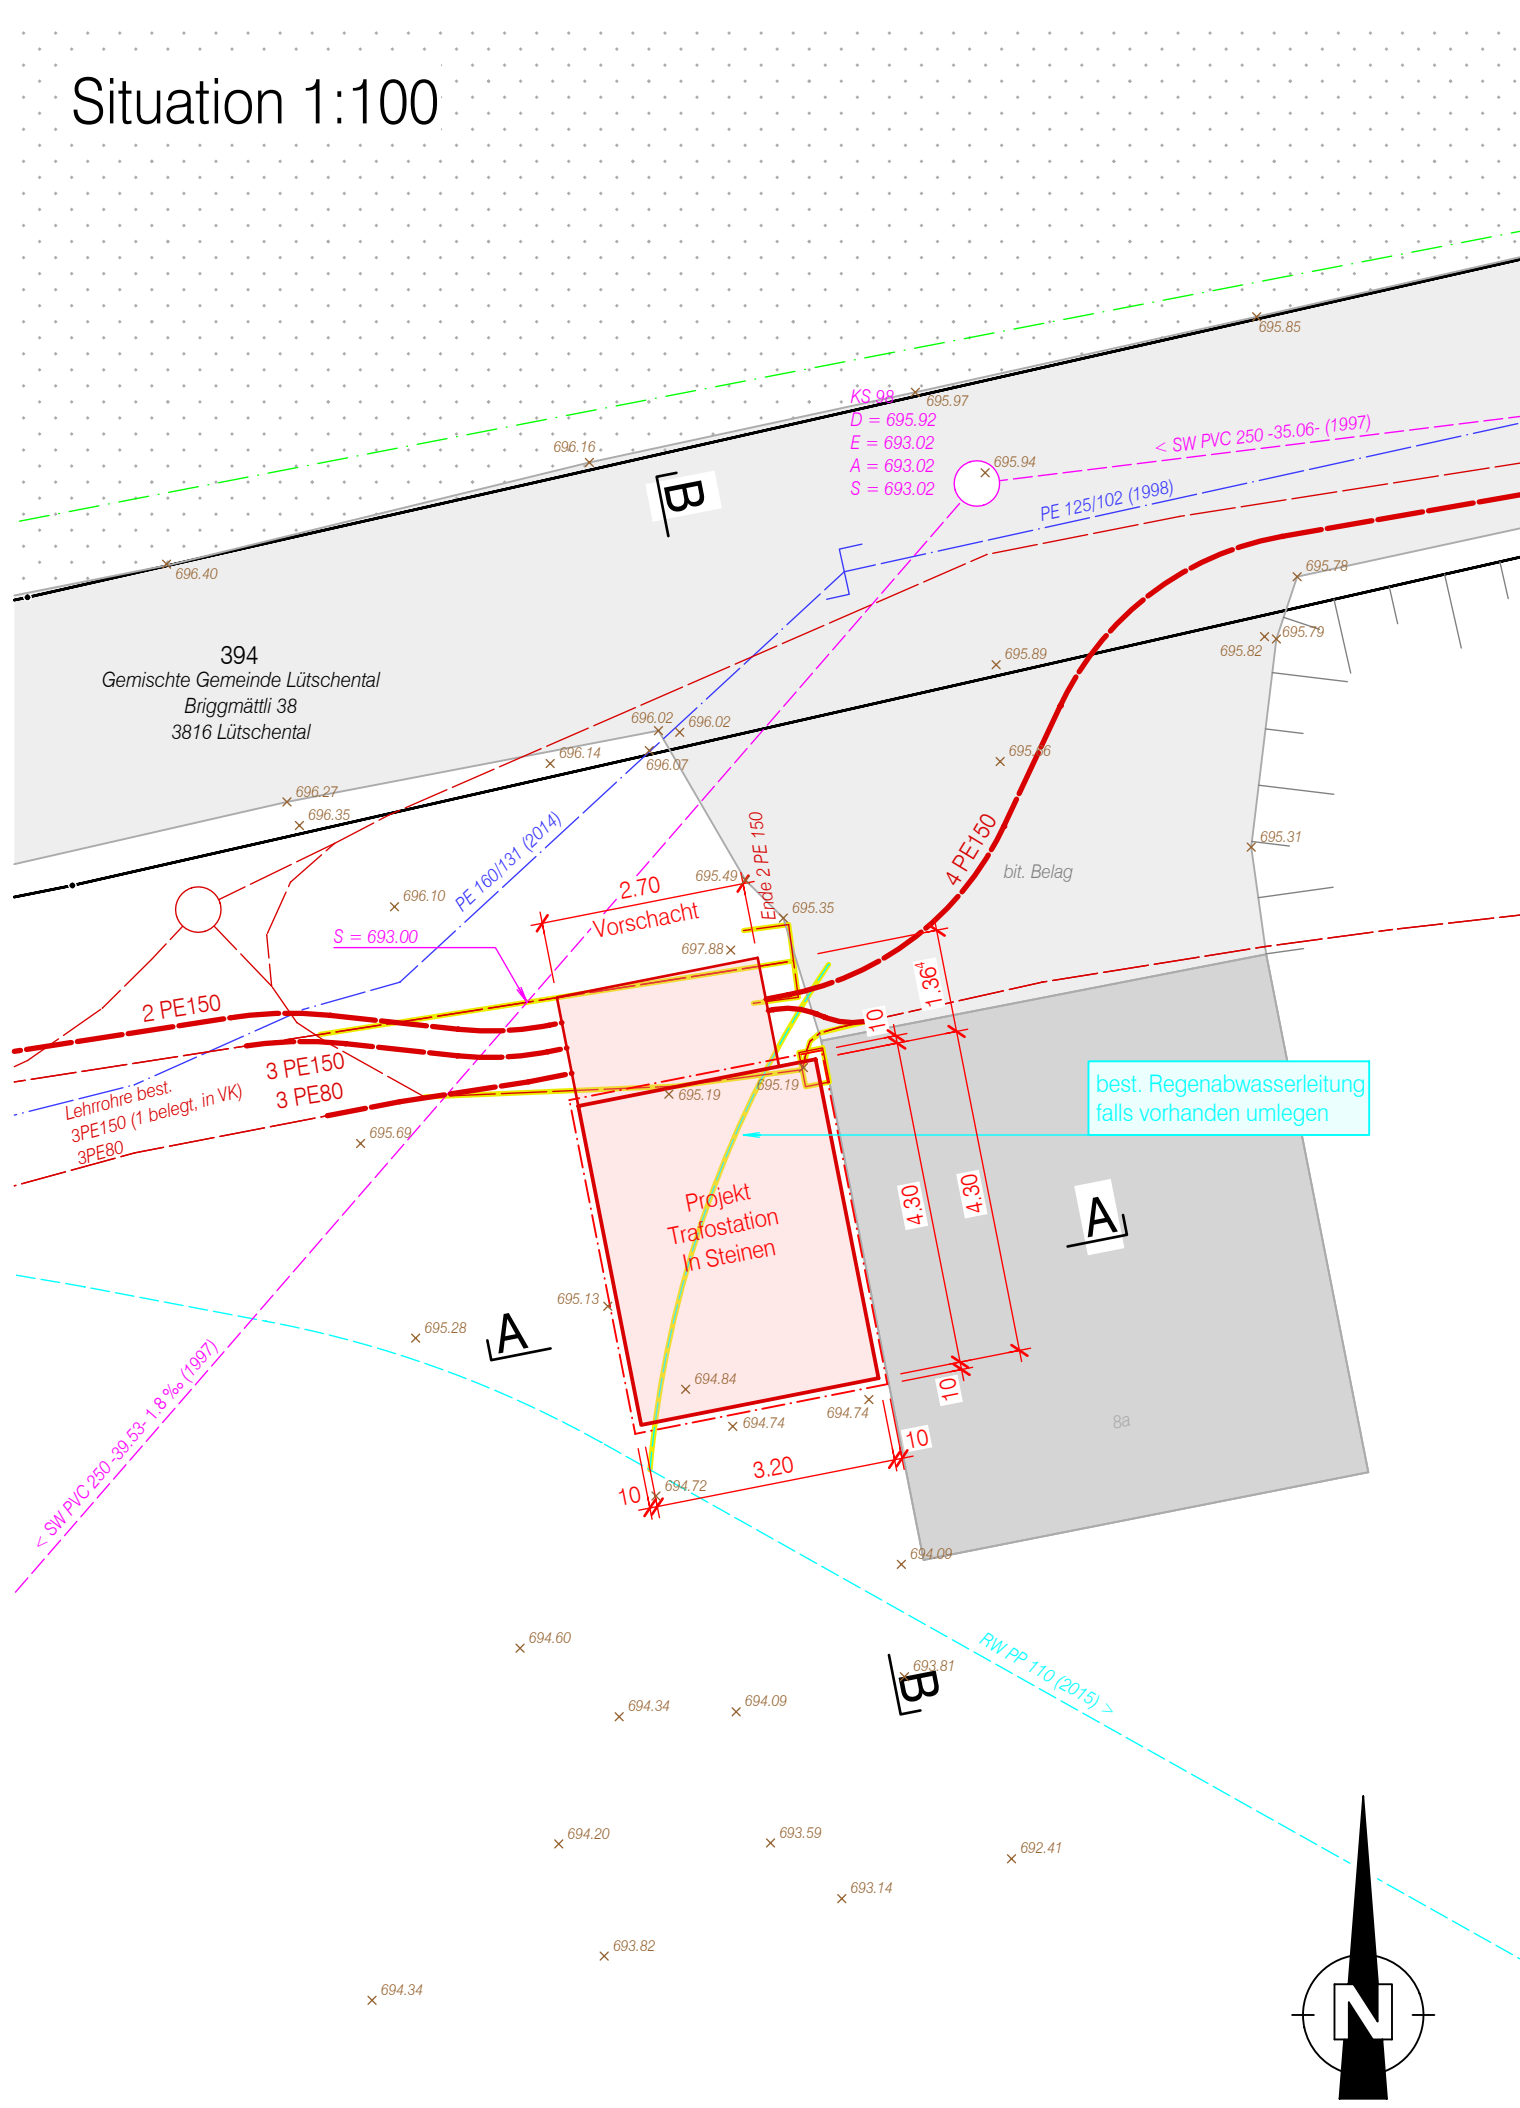 Situation 1:100
695.85
KS 98
695.97
D = 695.92
E = 693.02
A = 693.02
S = 693.02
< SW PVC 250 -35.06- (1997)
696.16
695.94
B
PE 125/102 (1998)
696.40
695.78
695.79
695.82
394
Gemischte Gemeinde Lütschental
Briggmättli 38
3816 Lütschental
695.89
696.02
696.02
696.14
696.07
696.27
696.35
PE 160/131 (2014)
Ende 2 PE 150
4 PE150
695.31
bit. Belag
695.49
2.70
Vorschacht
696.10
695.35
S = 693.00
697.88
1.36⁴
10
2 PE150
3 PE150
3 PE80
Lehrrohre best.
3PE150 (1 belegt, in VK)
3PE80
695.19
695.19
695.69
best. Regenabwasserleitung
falls vorhanden umlegen
Projekt
Trafostation
In Steinen
4.30
4.30
A
695.13
695.28
A
694.84
694.74
694.74
10
10
3.20
10
694.72
8a
< SW PVC 250 -39.53- 1.8 ‰ (1997)
694.09
694.60
693.81
B
RW PP 110 (2015) >
694.34
694.09
694.20
693.59
692.41
693.14
693.82
694.34
N